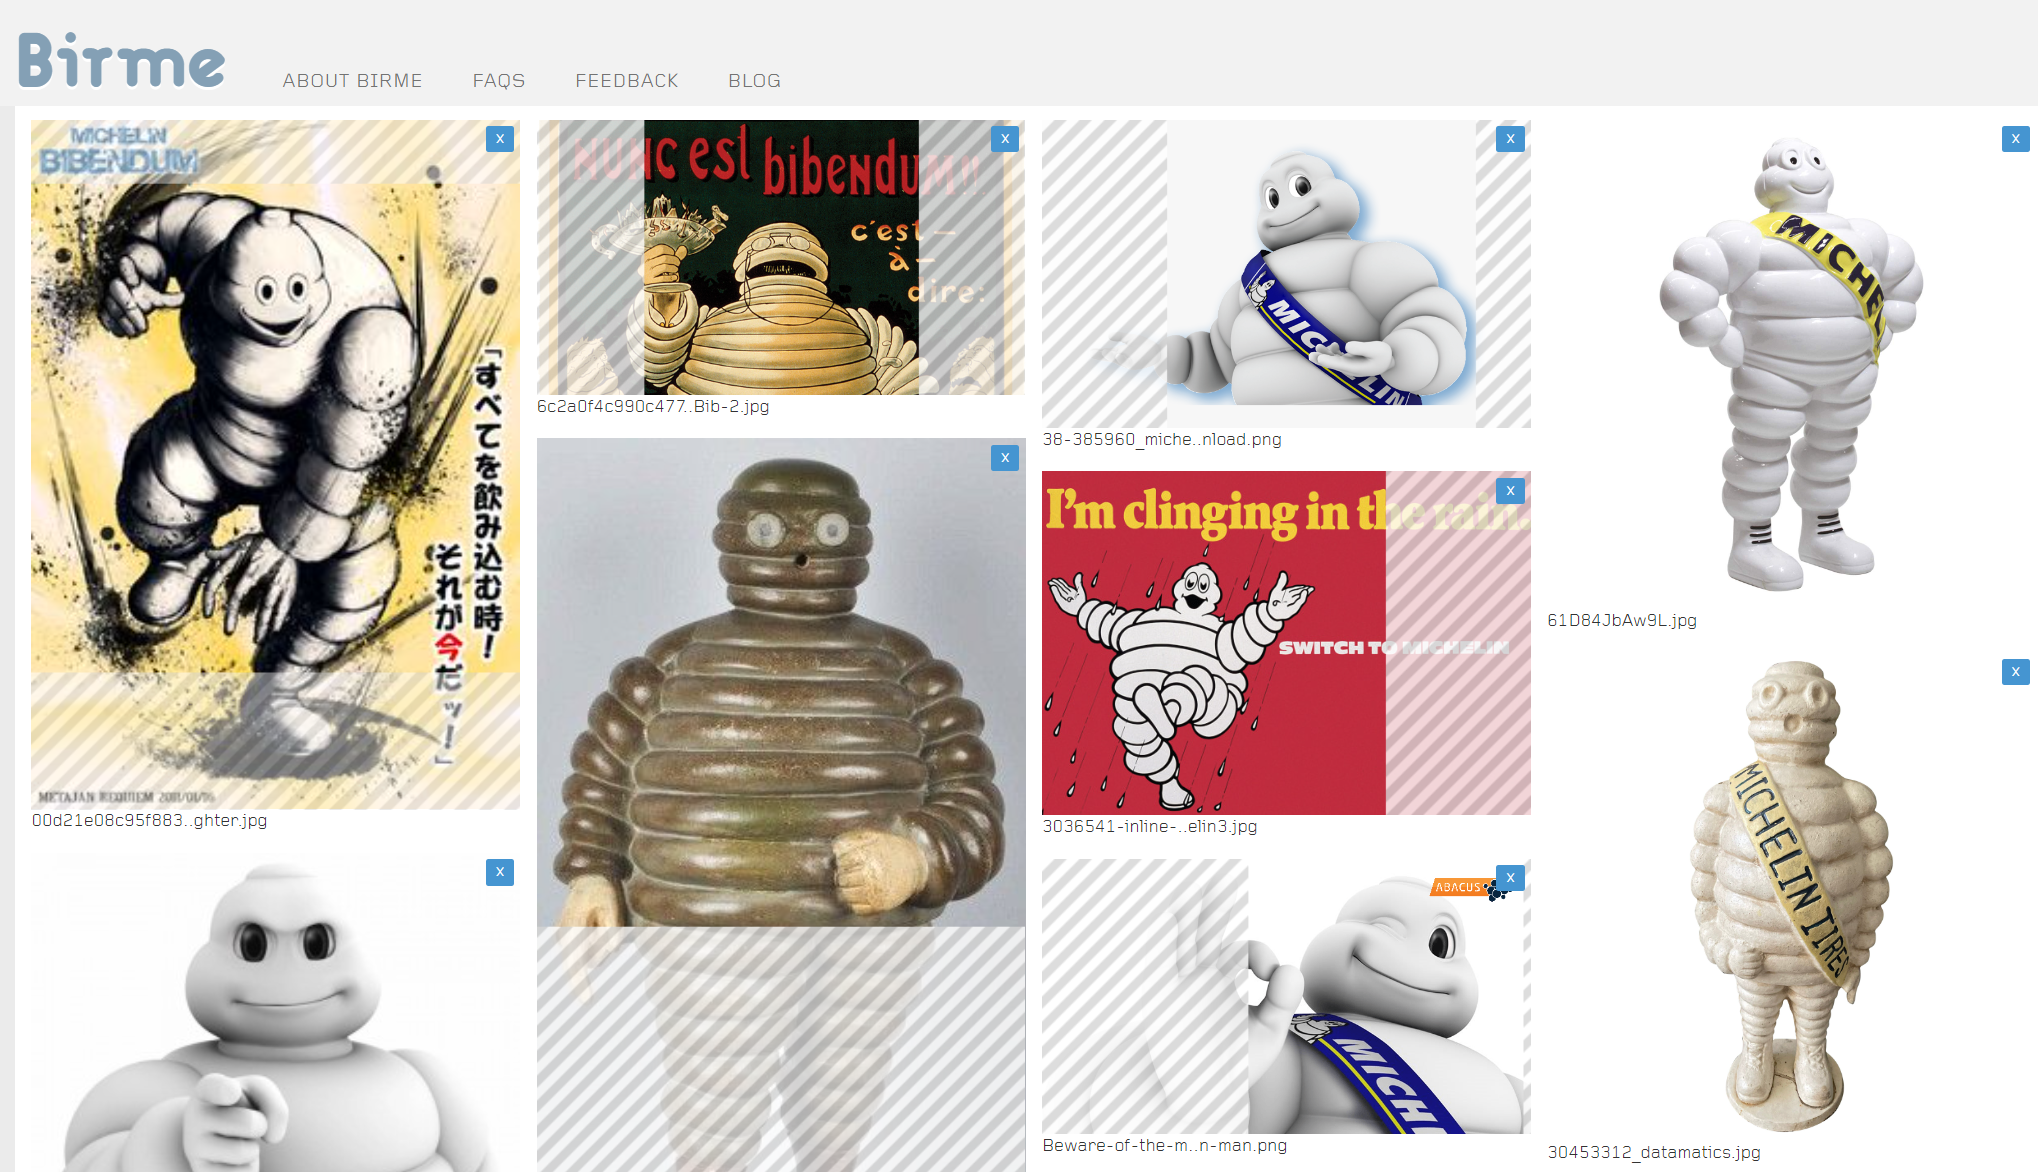 Birme
ABOUT BIRME
FAQS
FEEDBACK
BLOG
MICHELIN
BIBENDUM
「すべてを飲み込む時！
それが今だッ！」
METAJAN REQUIEM 2011/01/16
00d21e08c95f883..ghter.jpg
x
x
NUNC est bibendum!!
c'est—
à—
dire:
6c2a0f4c990c477..Bib-2.jpg
x
x
MICHELIN
38-385960_miche..nload.png
x
I'm clinging in the rain.
SWITCH TO MICHELIN
3036541-inline-..elin3.jpg
x
ABACUS
MICH
Beware-of-the-m..n-man.png
x
MICHE
61D84JbAw9L.jpg
x
MICHELIN TIRES
30453312_datamatics.jpg
x